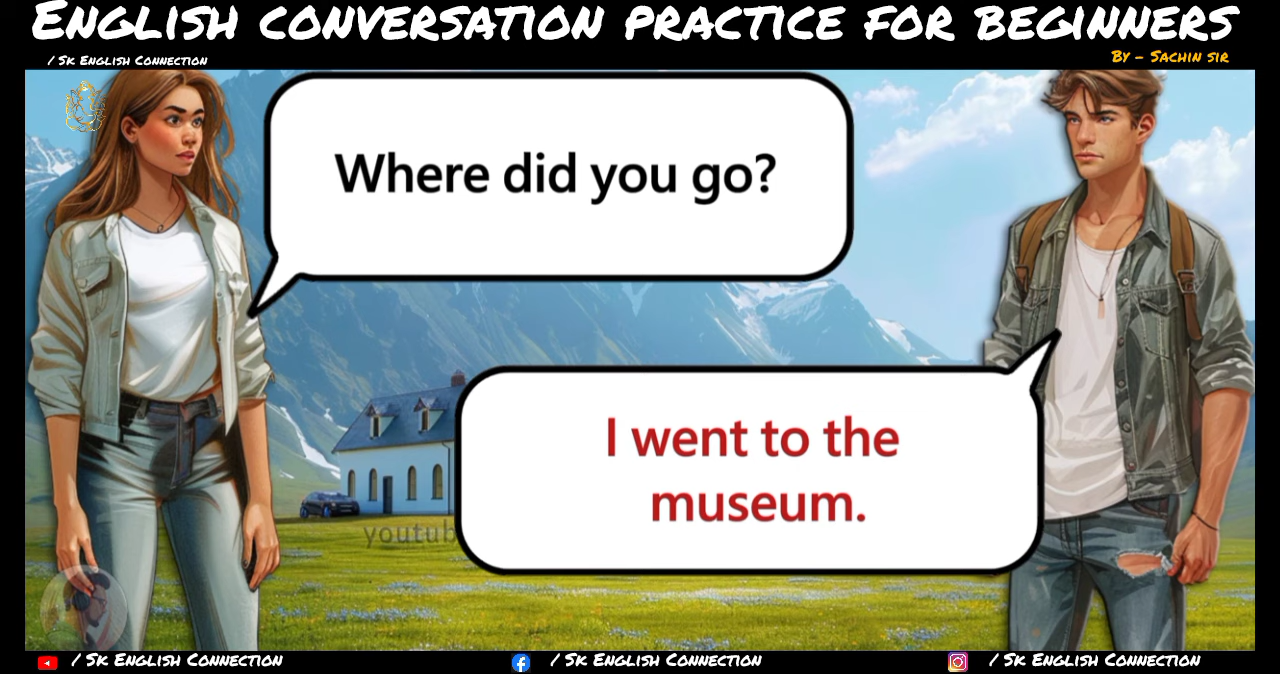 English conversation practice for beginners
/ Sk English Connection
By - Sachin sir
Where did you go?
I went to the
museum.
youtub
/ Sk English Connection
/ Sk English Connection
/ Sk English Connection